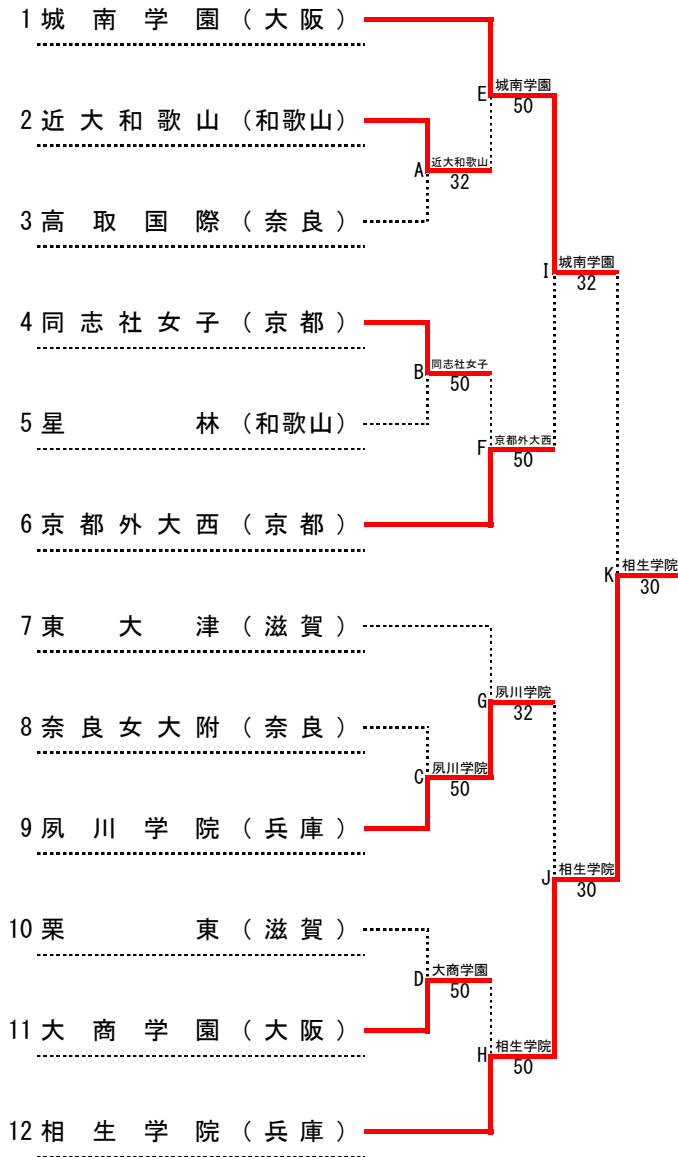 1 城南学園 (大阪)
城南学園
E
50
2 近大和歌山 (和歌山)
近大和歌山
A
32
3 高取国際 (奈良)
城南学園
I
32
4 同志社女子 (京都)
同志社女子
B
50
5 星林 (和歌山)
京都外大西
F
50
6 京都外大西 (京都)
相生学院
K
30
7 東大津 (滋賀)
夙川学院
G
32
8 奈良女大附 (奈良)
夙川学院
C
50
9 夙川学院 (兵庫)
相生学院
J
30
10 栗東 (滋賀)
大商学園
D
50
11 大商学園 (大阪)
相生学院
H
50
12 相生学院 (兵庫)